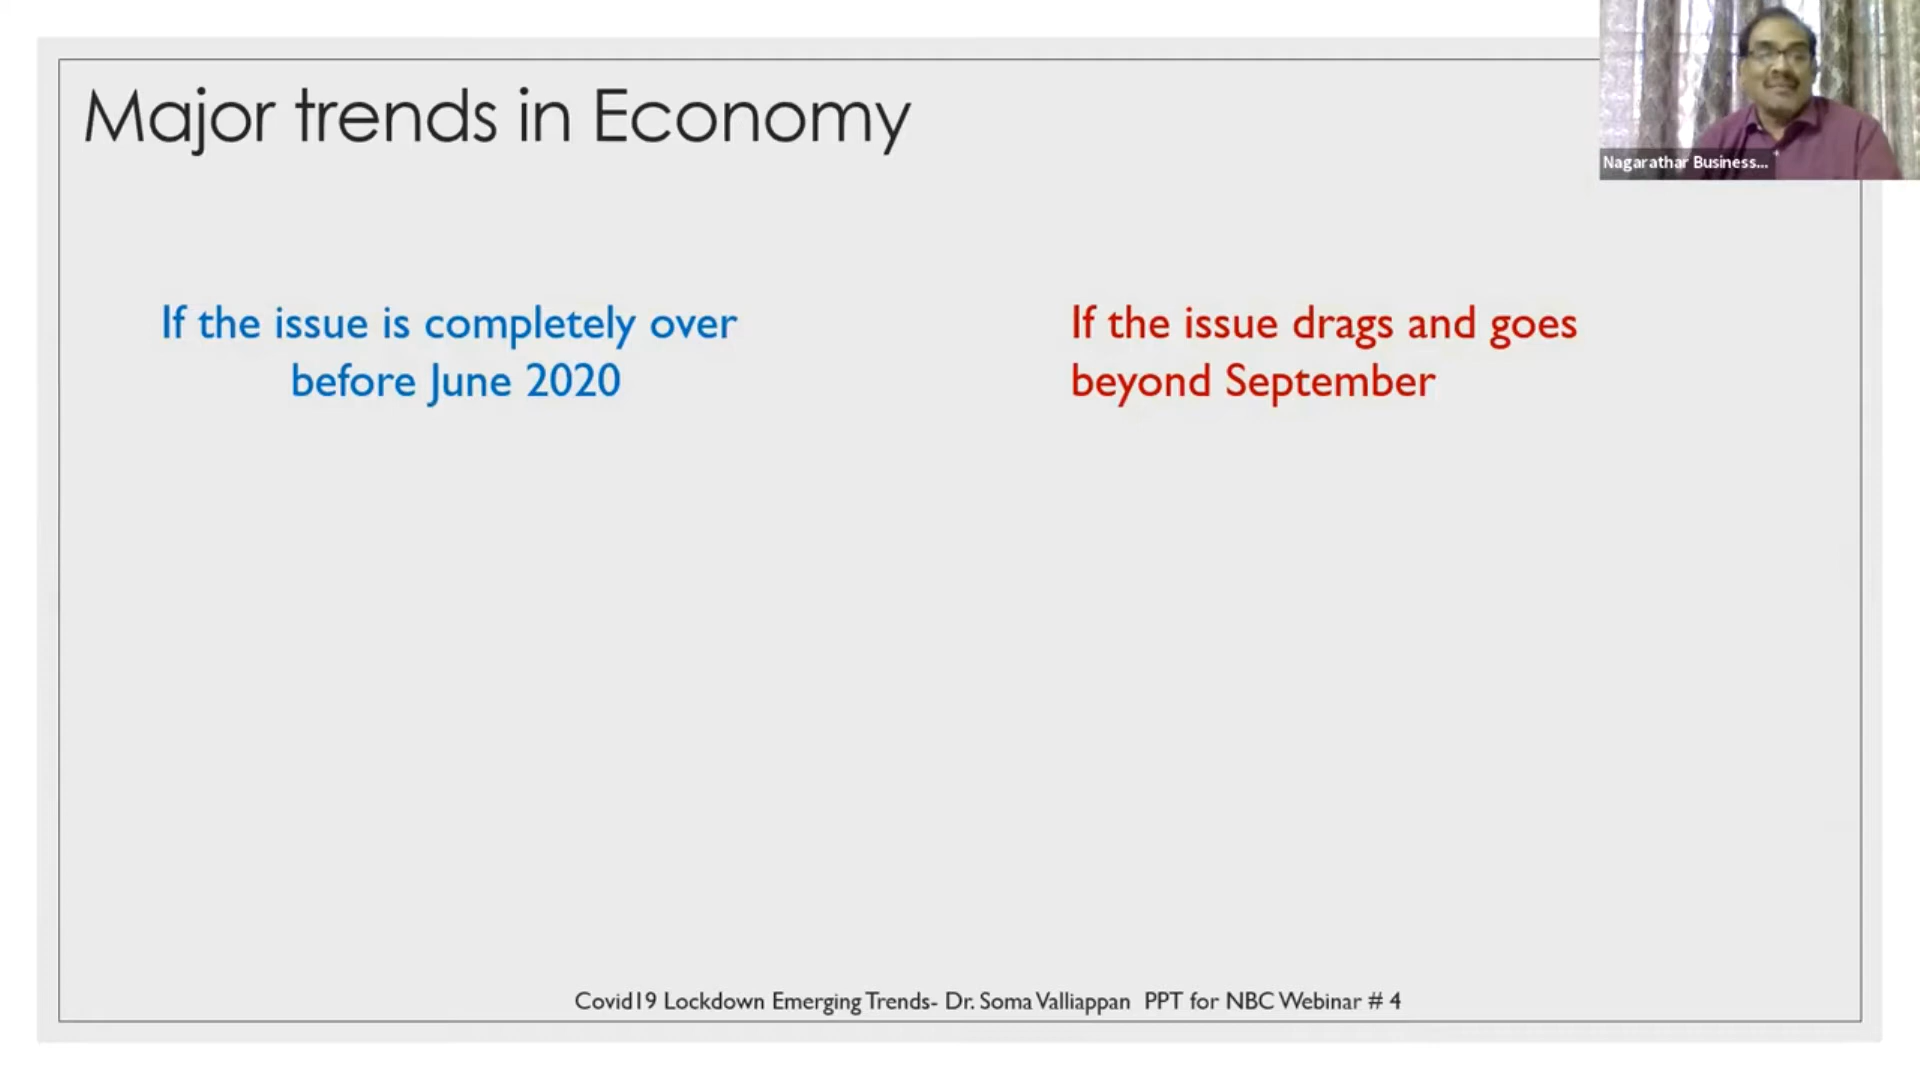 Major trends in Economy
Nagarathar Business...
If the issue is completely over
before June 2020
If the issue drags and goes
beyond September
Covid19 Lockdown Emerging Trends- Dr. Soma Valliappan PPT for NBC Webinar # 4